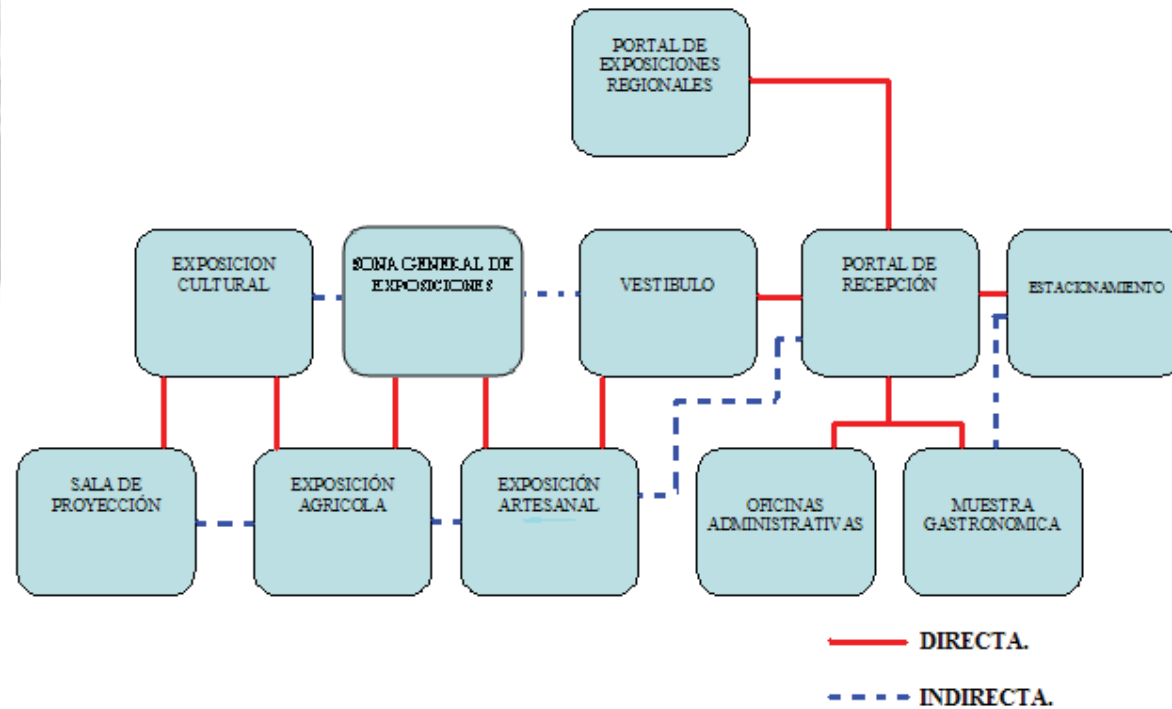 PORTAL DE
EXPOSICIONES
REGIONALES
EXPOSICION
CULTURAL
SONA GENERAL DE
EXPOSICIONES
VESTIBULO
PORTAL DE
RECEPCIÓN
ESTACIONAMIENTO
SALA DE
PROYECCIÓN
EXPOSICIÓN
AGRICOLA
EXPOSICIÓN
ARTESANAL
OFICINAS
ADMINISTRATIVAS
MUESTRA
GASTRONOMICA
DIRECTA.
INDIRECTA.